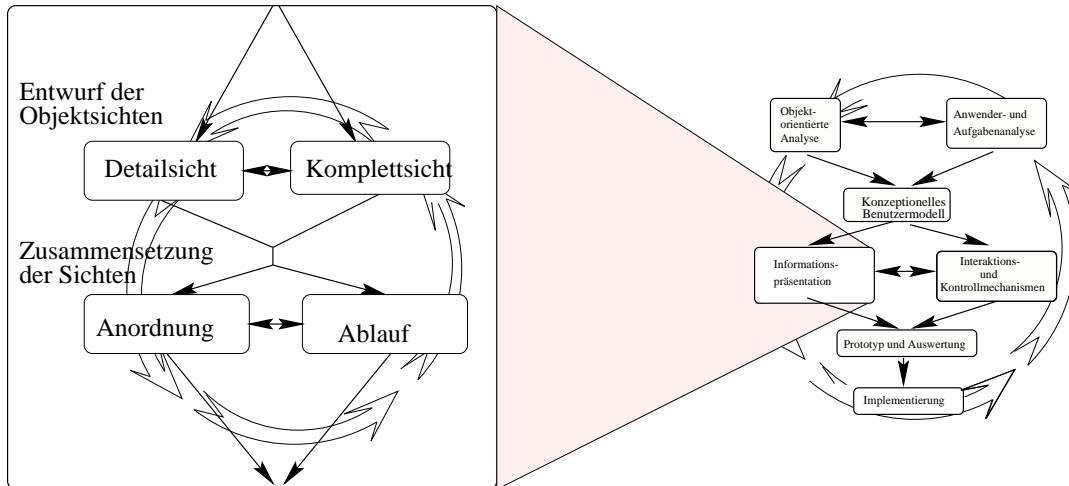 Entwurf der
Objektsichten
Detailsicht
Komplettsicht
Zusammensetzung
der Sichten
Anordnung
Ablauf
Objekt-
orientierte
Analyse
Anwender- und
Aufgabenanalyse
Konzeptionelles
Benutzermodell
Informations-
präsentation
Interaktions-
und
Kontrollmechanismen
Prototyp und Auswertung
Implementierung